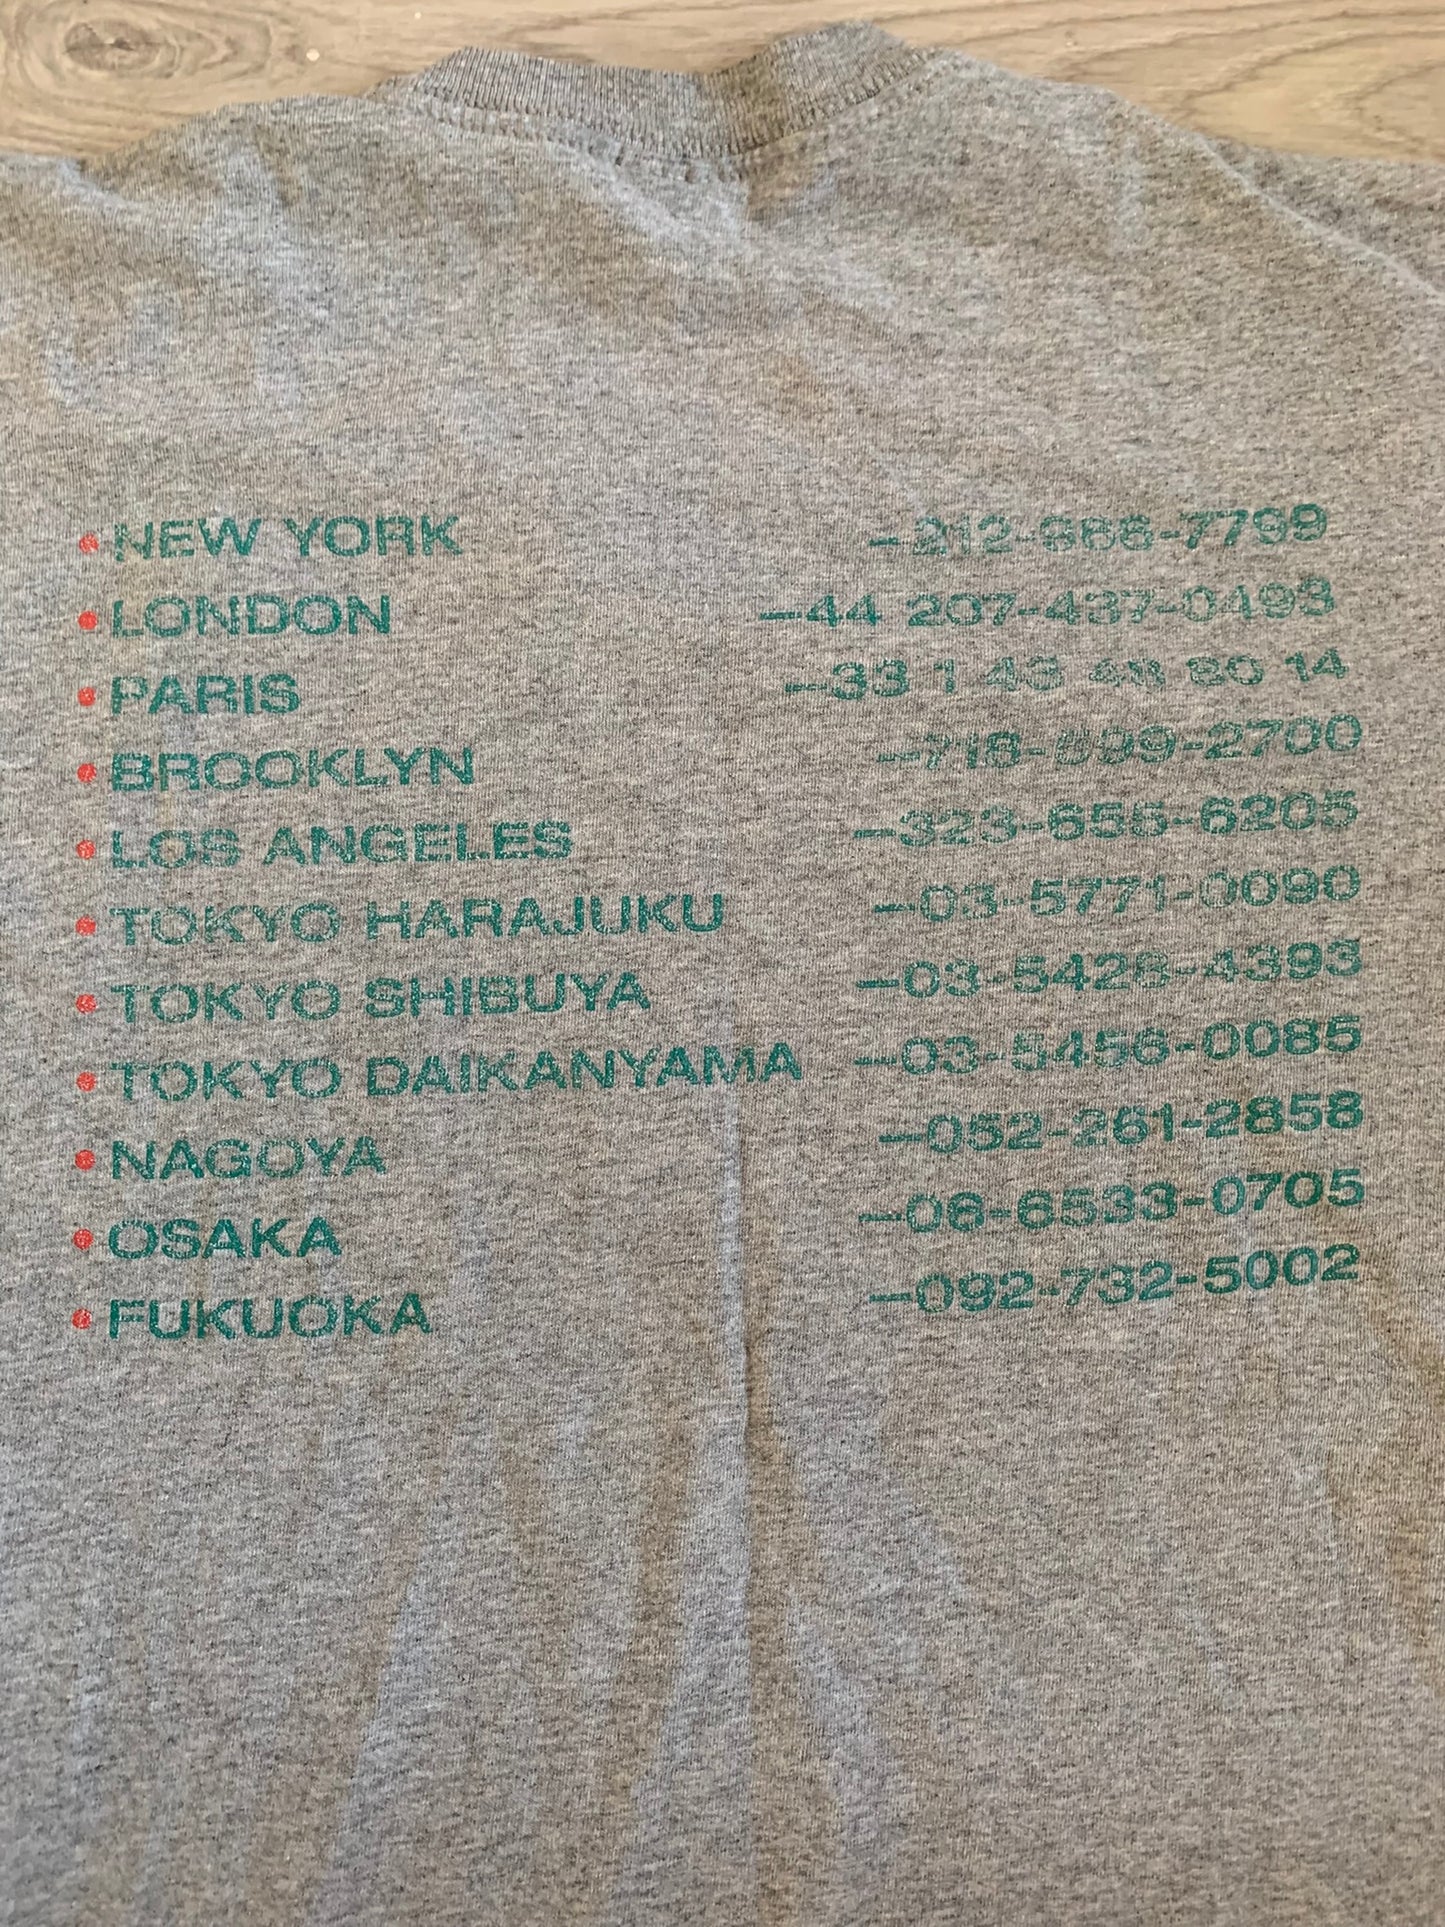 • NEW YORK —212-966-7799
• LONDON —44 207-437-0493
• PARIS —33 1 43 48 80 14
• BROOKLYN —718-599-2700
• LOS ANGELES —323-655-6205
• TOKYO HARAJUKU —03-5771-0090
• TOKYO SHIBUYA —03-5428-4393
• TOKYO DAIKANYAMA —03-5456-0085
• NAGOYA —052-261-2858
• OSAKA —06-6533-0705
• FUKUOKA —092-732-5002